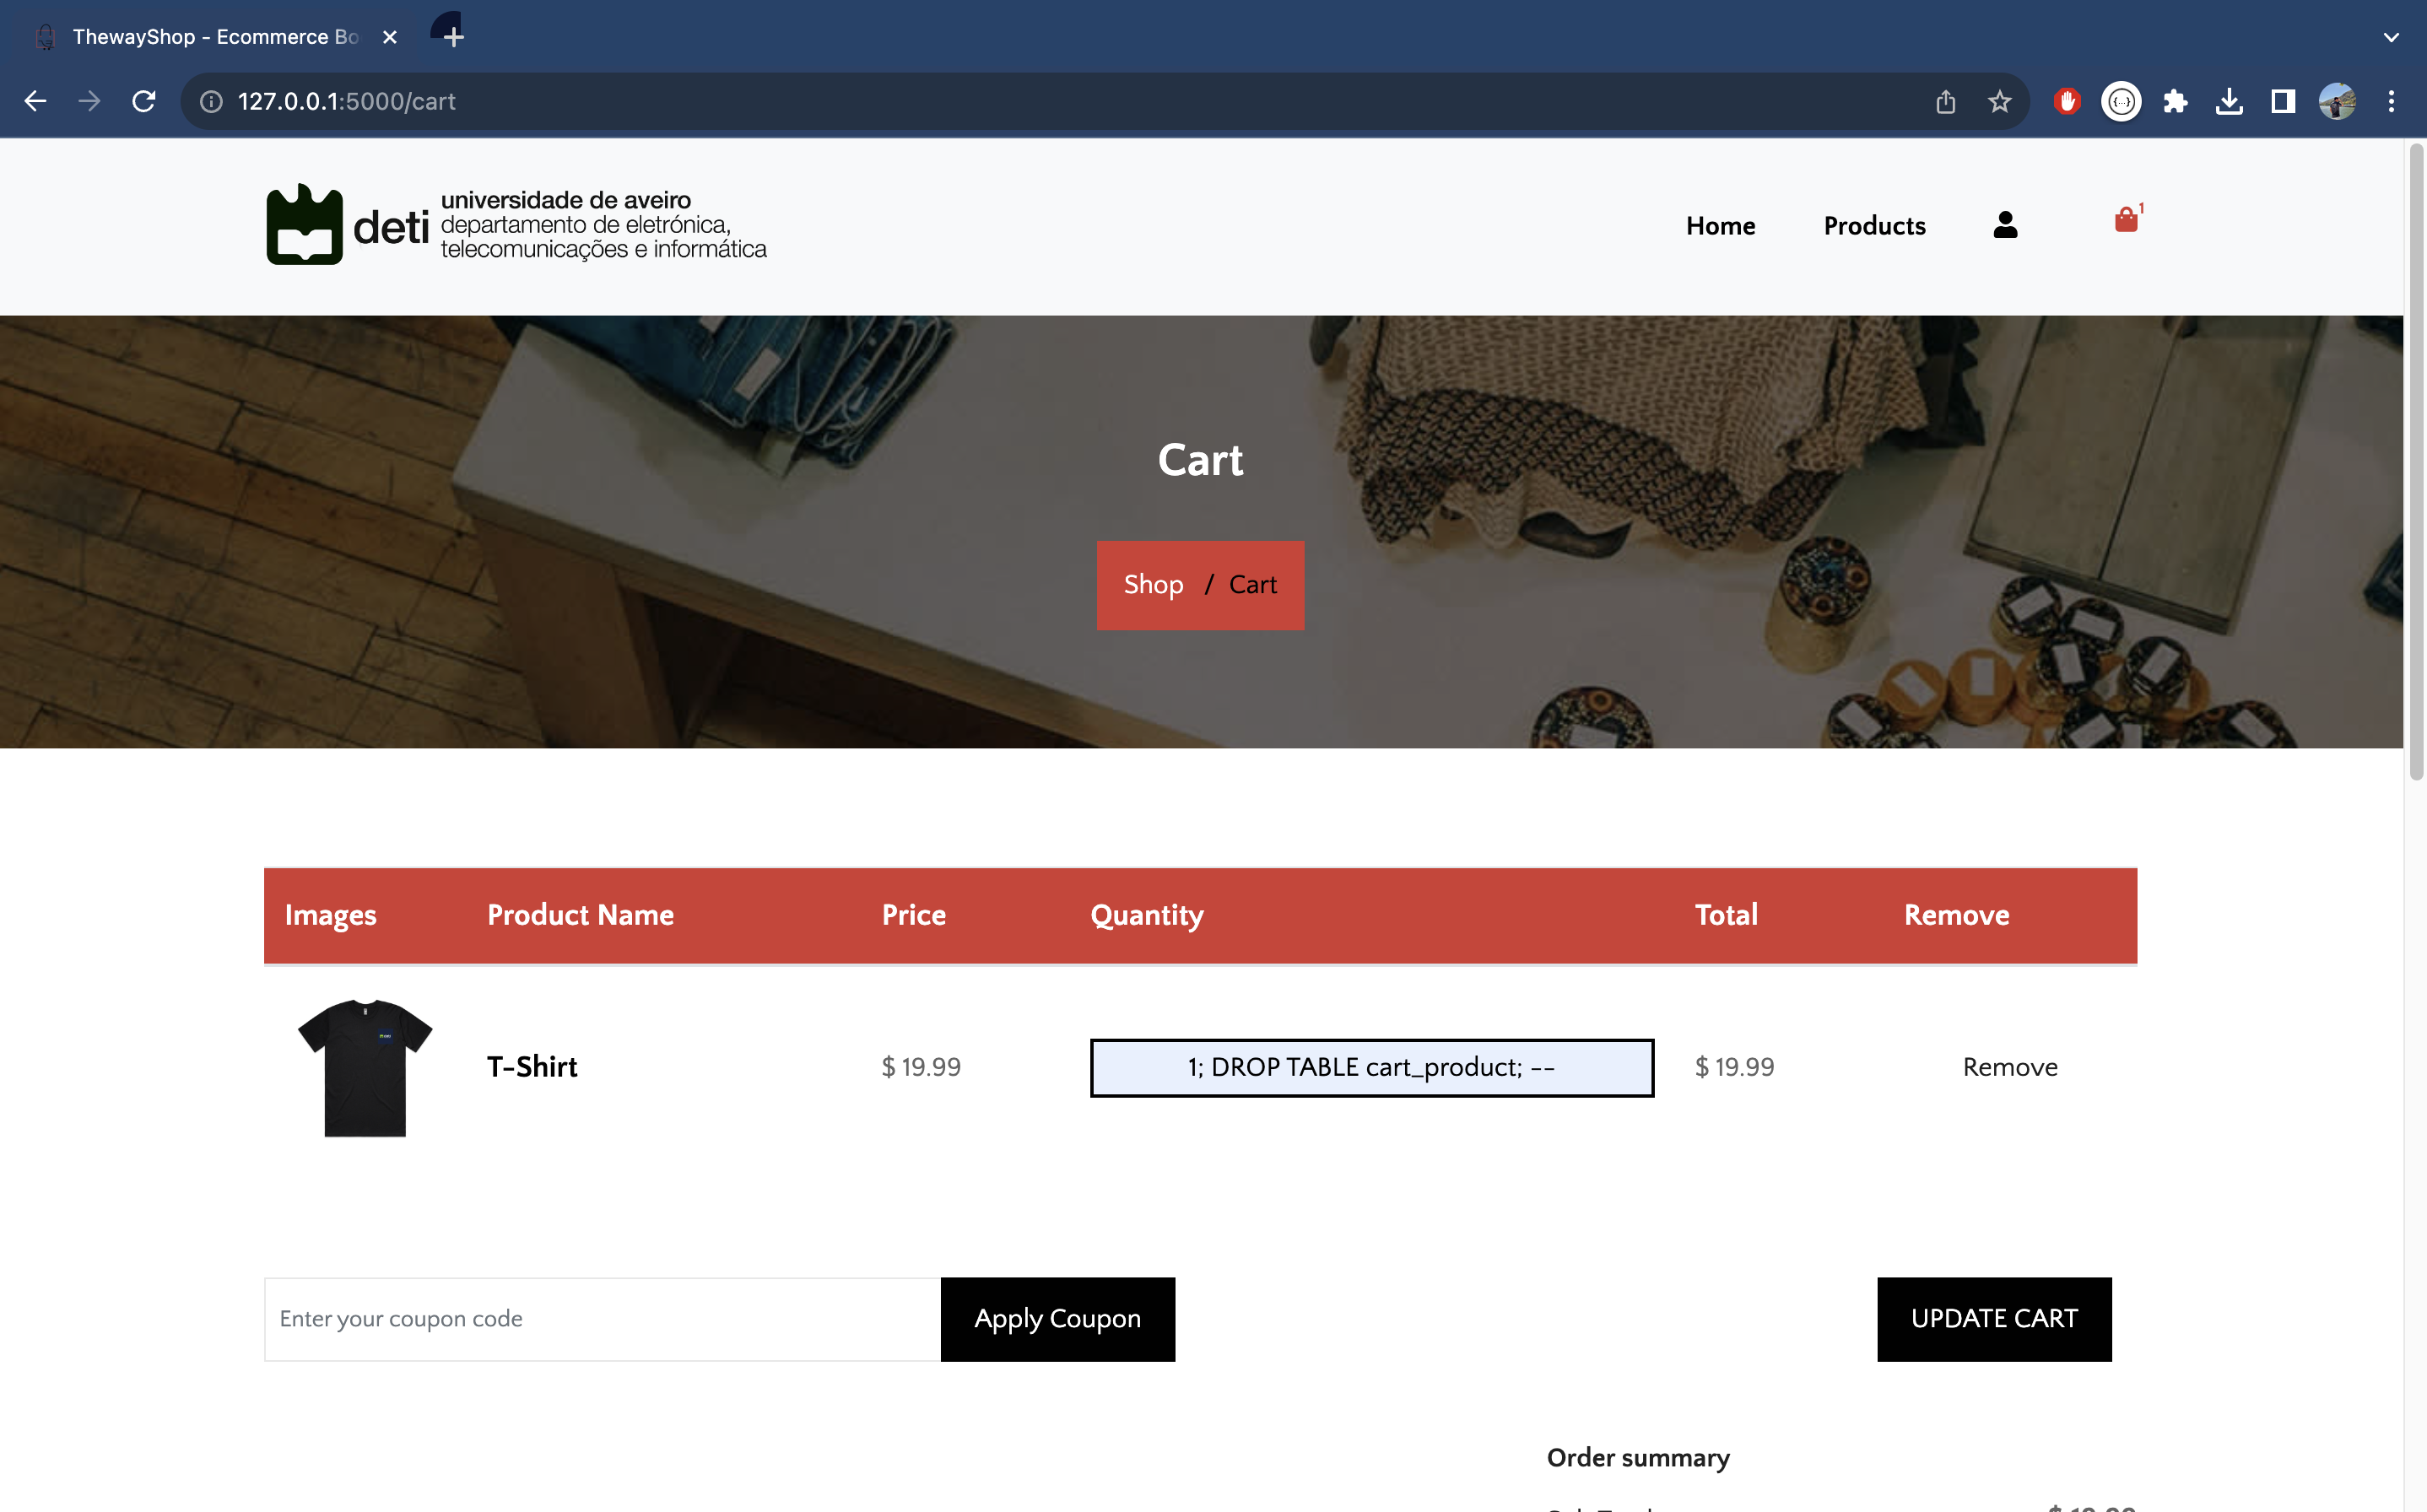 ThewayShop - Ecommerce Bo
127.0.0.1:5000/cart
deti
universidade de aveiro
departamento de eletrónica,
telecomunicações e informática
Home
Products
1
Cart
Shop / Cart
Images
Product Name
Price
Quantity
Total
Remove
T-Shirt
$ 19.99
1; DROP TABLE cart_product; --
$ 19.99
Remove
Enter your coupon code
Apply Coupon
UPDATE CART
Order summary